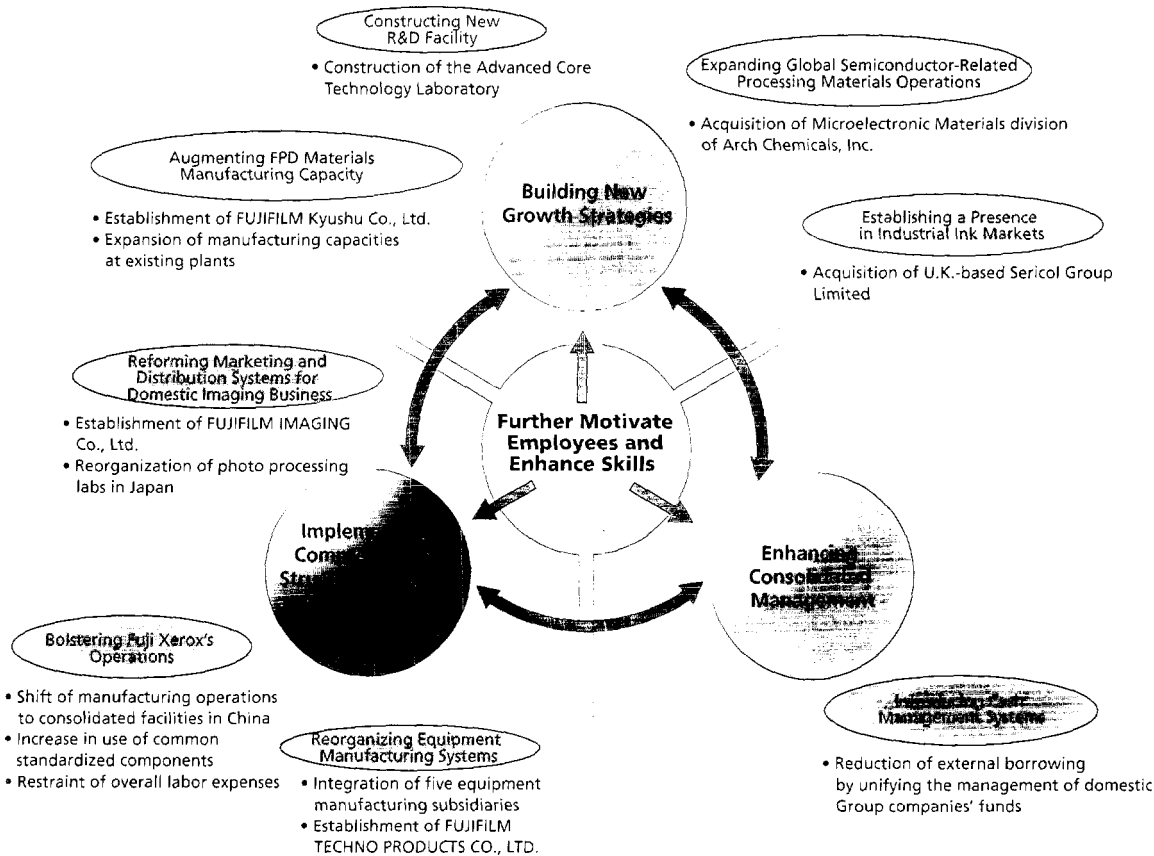 Constructing New
R&D Facility
• Construction of the Advanced Core
Technology Laboratory
Expanding Global Semiconductor-Related
Processing Materials Operations
• Acquisition of Microelectronic Materials division
of Arch Chemicals, Inc.
Augmenting FPD Materials
Manufacturing Capacity
• Establishment of FUJIFILM Kyushu Co., Ltd.
• Expansion of manufacturing capacities
at existing plants
Building New
Growth Strategies
Establishing a Presence
in Industrial Ink Markets
• Acquisition of U.K.-based Sericol Group
Limited
Reforming Marketing and
Distribution Systems for
Domestic Imaging Business
• Establishment of FUJIFILM IMAGING
Co., Ltd.
• Reorganization of photo processing
labs in Japan
Further Motivate
Employees and
Enhance Skills
Enhancing
Consolidated
Management
Bolstering Fuji Xerox's
Operations
• Shift of manufacturing operations
to consolidated facilities in China
• Increase in use of common
standardized components
• Restraint of overall labor expenses
Reorganizing Equipment
Manufacturing Systems
• Integration of five equipment
manufacturing subsidiaries
• Establishment of FUJIFILM
TECHNO PRODUCTS CO., LTD.
Introducing Cash
Management Systems
• Reduction of external borrowing
by unifying the management of domestic
Group companies' funds